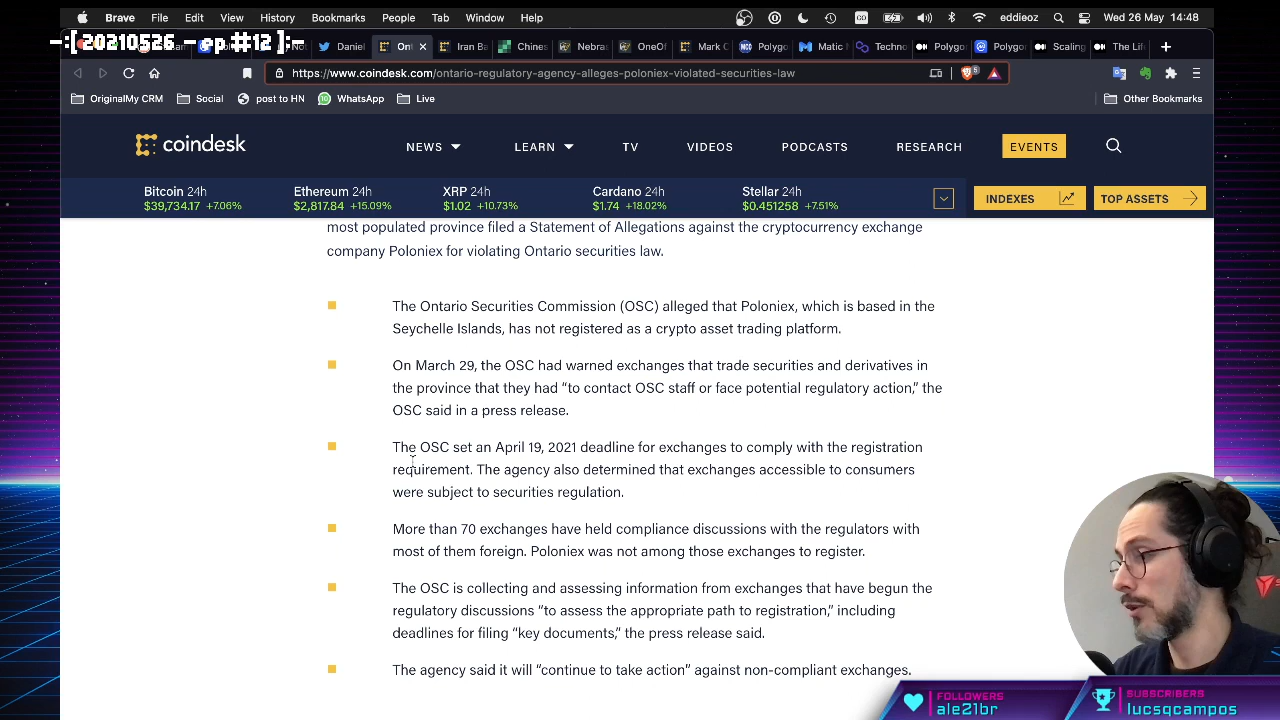 Brave File Edit View History Bookmarks People Tab Window Help eddieoz Wed 26 May 14:48
-:[ 20210526 - ep #12 ]:-
Daniel Ont Iran Ba Chines Nebras OneOf Mark C Polygo Matic Techno Polygo Polygo Scaling The Life
https://www.coindesk.com/ontario-regulatory-agency-alleges-poloniex-violated-securities-law
OriginalMy CRM Social post to HN WhatsApp Live Other Bookmarks
coindesk NEWS LEARN TV VIDEOS PODCASTS RESEARCH EVENTS
Bitcoin 24h Ethereum 24h XRP 24h Cardano 24h Stellar 24h
$39,734.17 +7.06% $2,817.84 +15.09% $1.02 +10.73% $1.74 +18.02% $0.451258 +7.51%
INDEXES TOP ASSETS
most populated province filed a Statement of Allegations against the cryptocurrency exchange
company Poloniex for violating Ontario securities law.
The Ontario Securities Commission (OSC) alleged that Poloniex, which is based in the
Seychelle Islands, has not registered as a crypto asset trading platform.
On March 29, the OSC had warned exchanges that trade securities and derivatives in
the province that they had “to contact OSC staff or face potential regulatory action,” the
OSC said in a press release.
The OSC set an April 19, 2021 deadline for exchanges to comply with the registration
requirement. The agency also determined that exchanges accessible to consumers
were subject to securities regulation.
More than 70 exchanges have held compliance discussions with the regulators with
most of them foreign. Poloniex was not among those exchanges to register.
The OSC is collecting and assessing information from exchanges that have begun the
regulatory discussions “to assess the appropriate path to registration,” including
deadlines for filing “key documents,” the press release said.
The agency said it will “continue to take action” against non-compliant exchanges.
FOLLOWERS
ale21br
SUBSCRIBERS
lucsqcampos